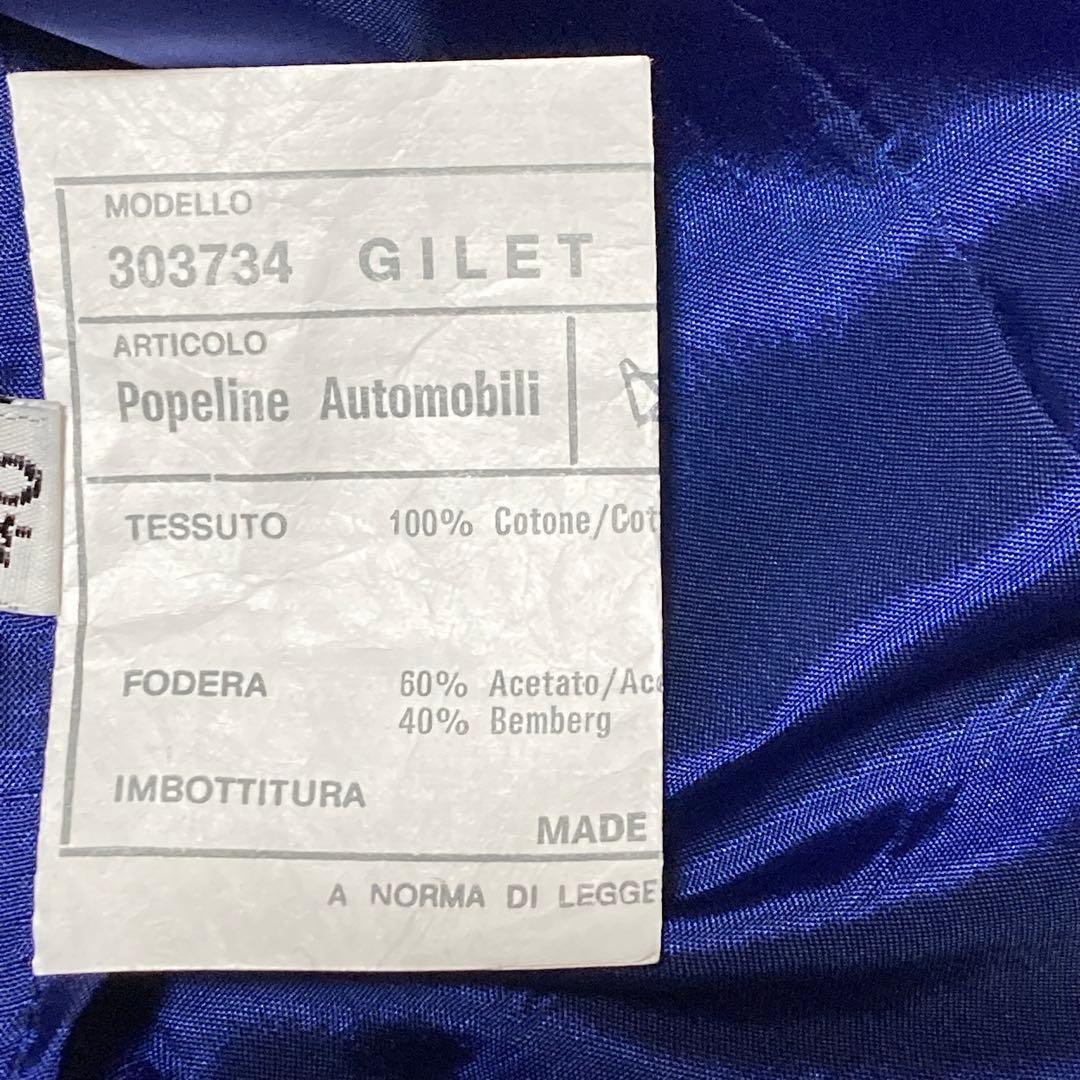 MODELLO
303734 GILET
ARTICOLO
Popeline Automobili
TESSUTO 100% Cotone/Cot
FODERA 60% Acetato/Ace
40% Bemberg
IMBOTTITURA
MADE
A NORMA DI LEGGE